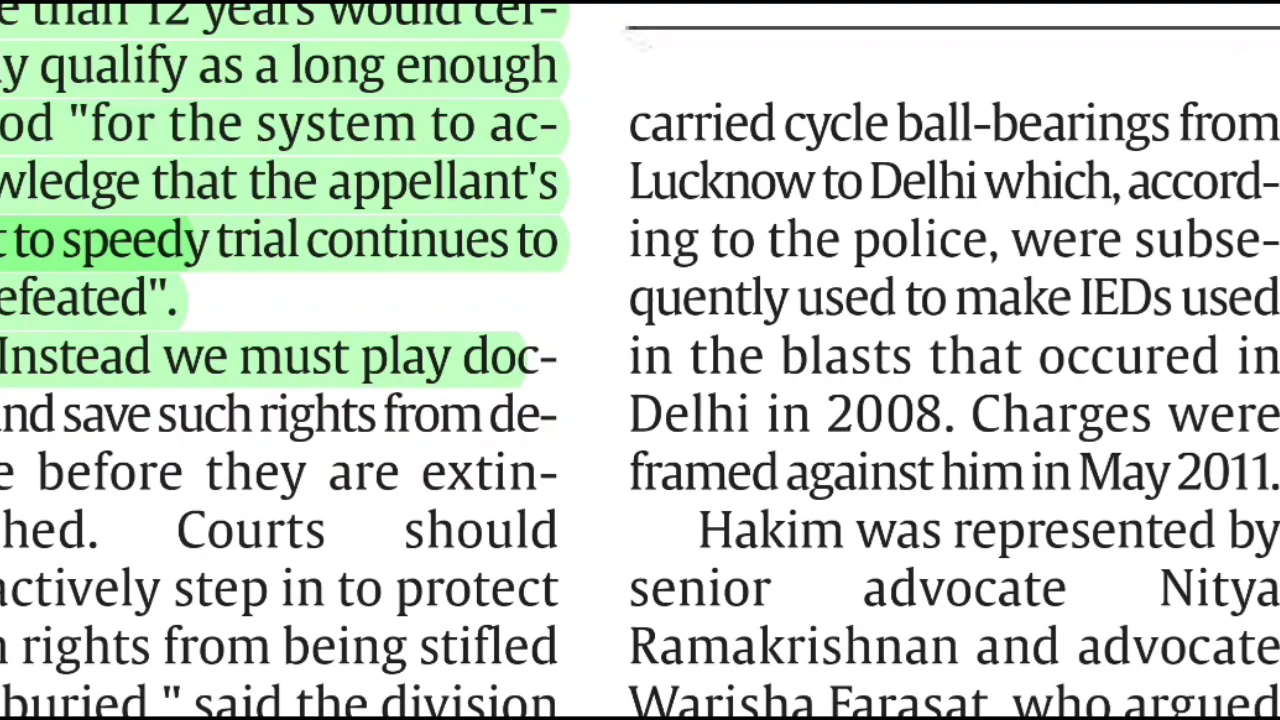 e than 12 years would cer-
y qualify as a long enough
od "for the system to ac-
wledge that the appellant's
t to speedy trial continues to
efeated".
Instead we must play doc-
nd save such rights from de-
e before they are extin-
hed. Courts should
actively step in to protect
n rights from being stifled
buried," said the division
carried cycle ball-bearings from
Lucknow to Delhi which, accord-
ing to the police, were subse-
quently used to make IEDs used
in the blasts that occured in
Delhi in 2008. Charges were
framed against him in May 2011.
Hakim was represented by
senior advocate Nitya
Ramakrishnan and advocate
Warisha Farasat, who argued